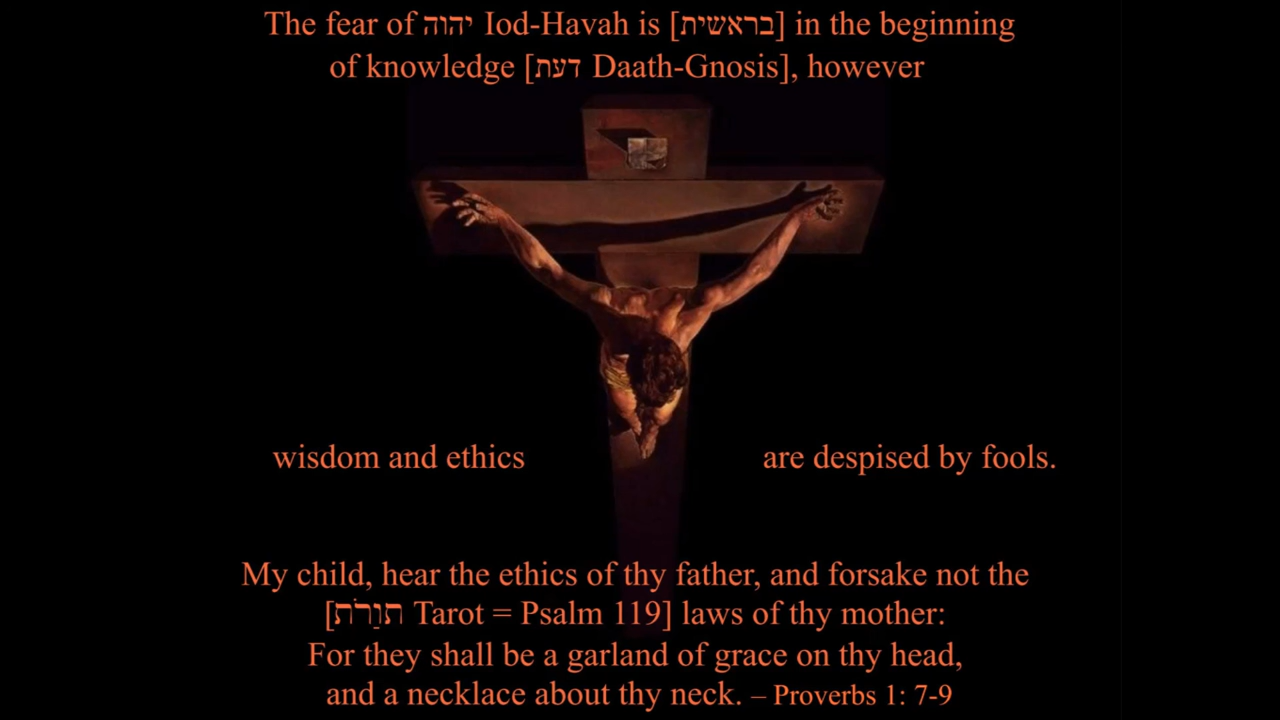 The fear of יהוה Iod-Havah is [בראשית] in the beginning
of knowledge [דעת Daath-Gnosis], however
wisdom and ethics are despised by fools.
My child, hear the ethics of thy father, and forsake not the
[תוֹרֹת Tarot = Psalm 119] laws of thy mother:
For they shall be a garland of grace on thy head,
and a necklace about thy neck. – Proverbs 1: 7-9